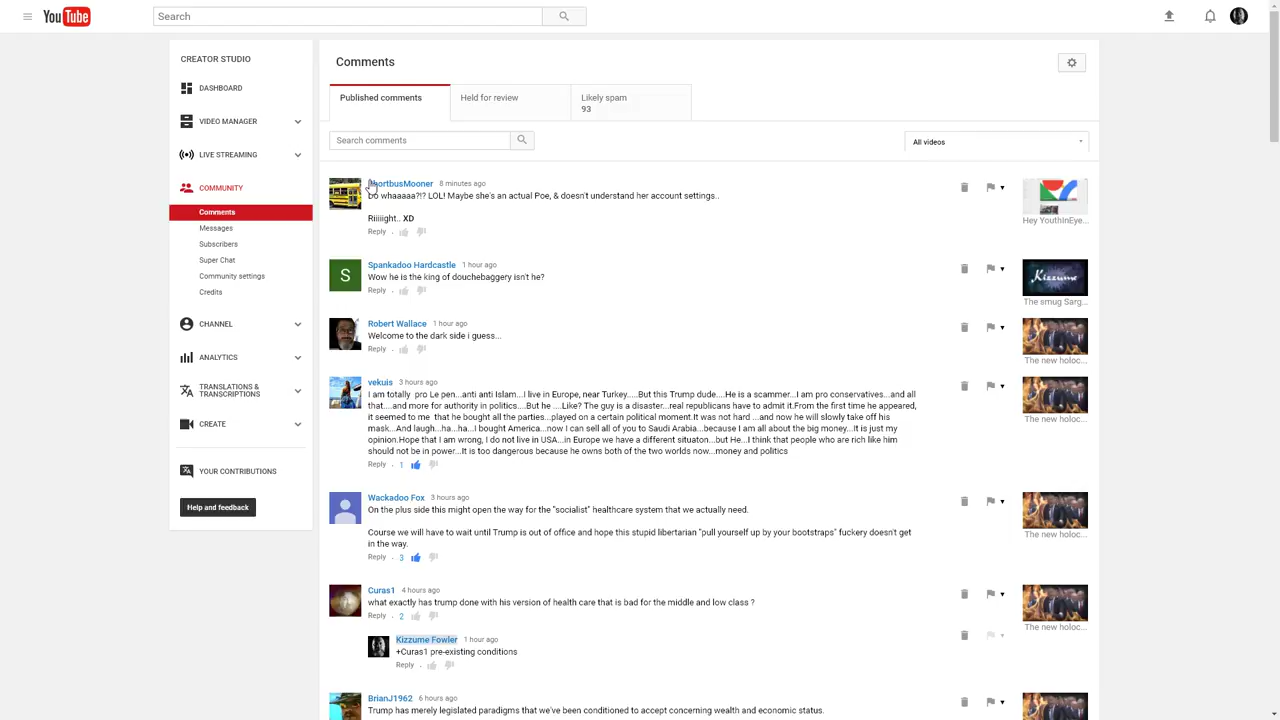 YouTube
Search
CREATOR STUDIO
DASHBOARD
VIDEO MANAGER
LIVE STREAMING
COMMUNITY
Comments
Messages
Subscribers
Super Chat
Community settings
Credits
CHANNEL
ANALYTICS
TRANSLATIONS &
TRANSCRIPTIONS
CREATE
YOUR CONTRIBUTIONS
Help and feedback
Comments
Published comments
Held for review
Likely spam
93
Search comments
All videos
8 minutes ago
whaaaaa?!? LOL! Maybe she's an actual Poe, & doesn't understand her account settings..
Riiiiight.. XD
Reply
Hey YouthInEye...
S
Spankadoo Hardcastle 1 hour ago
Wow he is the king of douchebaggery isn't he?
Reply
Kizzume
The smug Sarg...
Robert Wallace 1 hour ago
Welcome to the dark side i guess...
Reply
The new holoc...
vekuis 3 hours ago
I am totally pro Le pen...anti anti Islam...I live in Europe, near Turkey.....But this Trump dude....He is a scammer...I am pro conservatives...and all
that....and more for authority in politics....But he ....Like? The guy is a disaster...real republicans have to admit it.From the first time he appeared,
it seemed to me that he bought all the parties...played on a certain political moment It was not hard ...and now he will slowly take off his
mask...And laugh...ha...ha...I bought America...now I can sell all of you to Saudi Arabia...because I am all about the big money...It is just my
opinion.Hope that I am wrong, I do not live in USA...in Europe we have a different situaton...but He...I think that people who are rich like him
should not be in power...It is too dangerous because he owns both of the two worlds now...money and politics
Reply 1
The new holoc...
Wackadoo Fox 3 hours ago
On the plus side this might open the way for the "socialist" healthcare system that we actually need.
Course we will have to wait until Trump is out of office and hope this stupid libertarian "pull yourself up by your bootstraps" fuckery doesn't get
in the way.
Reply 3
The new holoc...
Curas1 4 hours ago
what exactly has trump done with his version of health care that is bad for the middle and low class ?
Reply 2
The new holoc...
Kizzume Fowler 1 hour ago
+Curas1 pre-existing conditions
Reply
BrianJ1962 6 hours ago
Trump has merely legislated paradigms that we've been conditioned to accept concerning wealth and economic status.